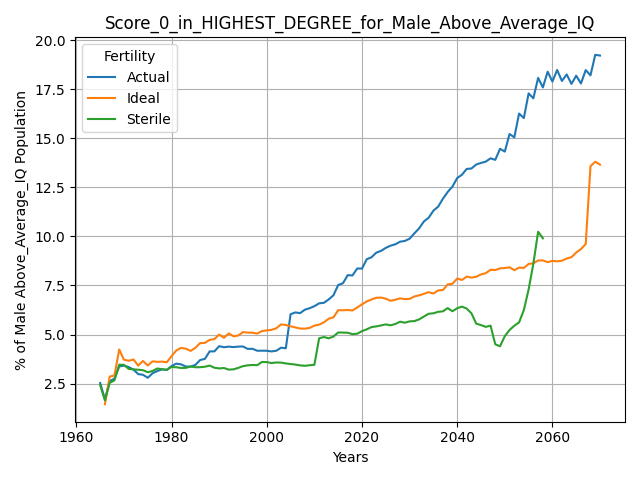 Score_0_in_HIGHEST_DEGREE_for_Male_Above_Average_IQ
% of Male Above_Average_IQ Population
20.0
17.5
15.0
12.5
10.0
7.5
5.0
2.5
Fertility
Actual
Ideal
Sterile
1960
1980
2000
2020
2040
2060
Years